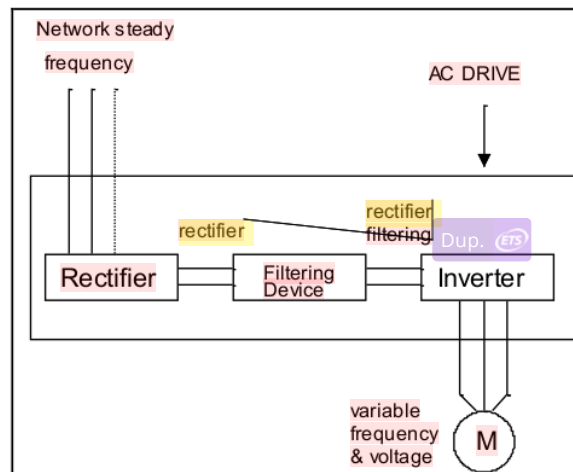 Network steady
frequency
AC DRIVE
rectifier
rectifier
filtering
Dup. ETS
Rectifier
Filtering
Device
Inverter
variable
frequency
& voltage
M